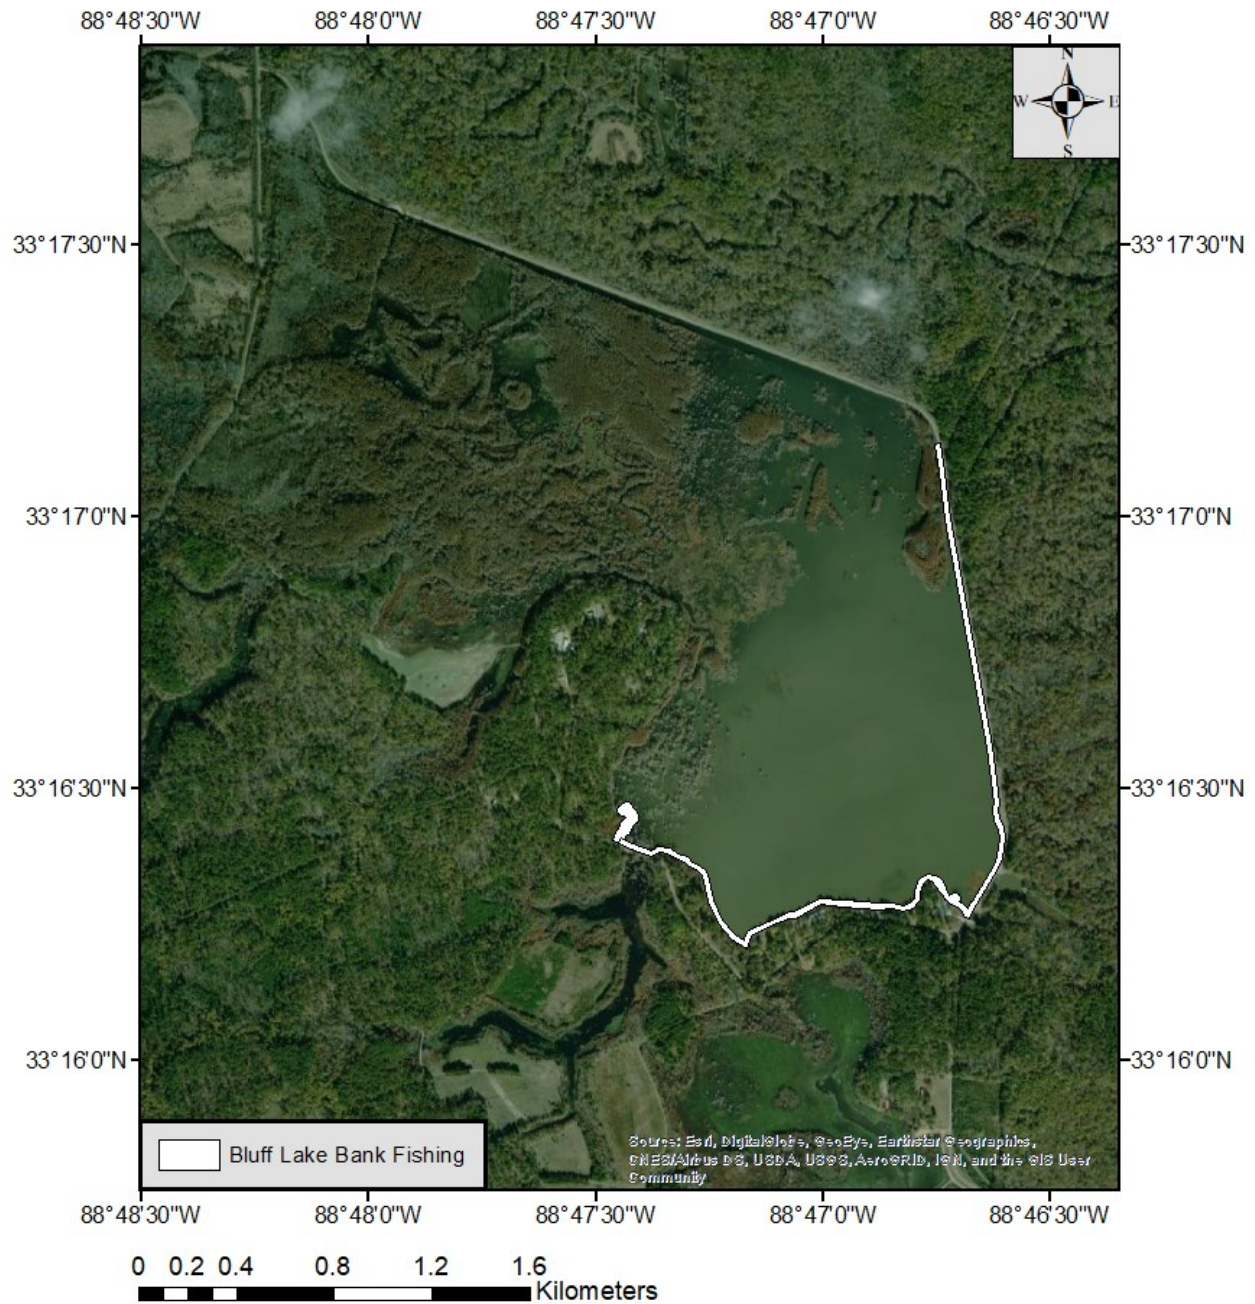 88°48'30"W 88°48'0"W 88°47'30"W 88°47'0"W 88°46'30"W
N
W E
S
33°17'30"N 33°17'30"N
33°17'0"N 33°17'0"N
33°16'30"N 33°16'30"N
33°16'0"N 33°16'0"N
Bluff Lake Bank Fishing
Source: Esri, DigitalGlobe, GeoEye, Earthstar Geographics,
CNES/Airbus DS, USDA, USGS, AeroGRID, IGN, and the GIS User
Community
88°48'30"W 88°48'0"W 88°47'30"W 88°47'0"W 88°46'30"W
0 0.2 0.4 0.8 1.2 1.6
Kilometers